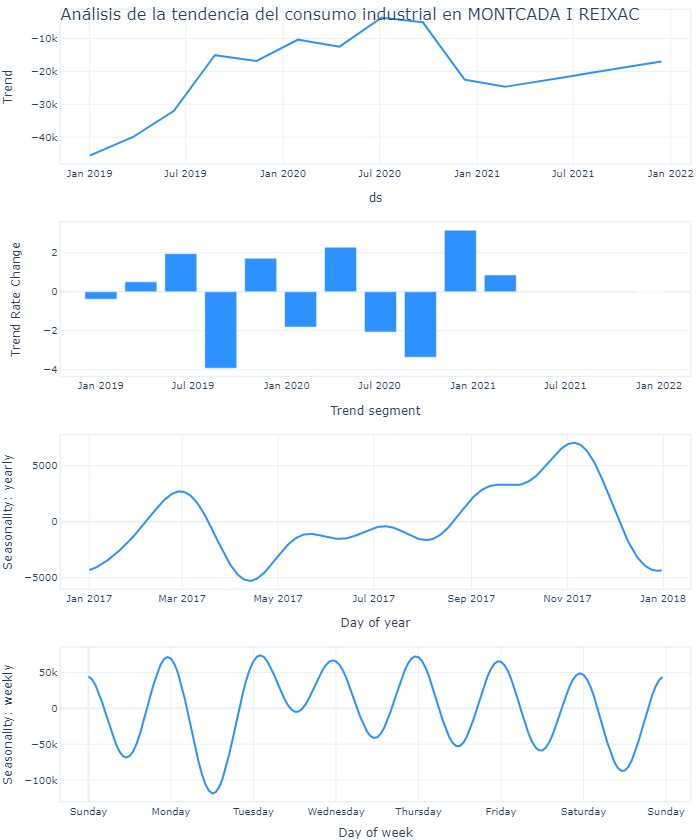 Análisis de la tendencia del consumo industrial en MONTCADA I REIXAC
Trend
−10k
−20k
−30k
−40k
Jan 2019 Jul 2019 Jan 2020 Jul 2020 Jan 2021 Jul 2021 Jan 2022
ds
Trend Rate Change
2
0
−2
−4
Jan 2019 Jul 2019 Jan 2020 Jul 2020 Jan 2021 Jul 2021 Jan 2022
Trend segment
Seasonality: yearly
5000
0
−5000
Jan 2017 Mar 2017 May 2017 Jul 2017 Sep 2017 Nov 2017 Jan 2018
Day of year
Seasonality: weekly
50k
0
−50k
−100k
Sunday Monday Tuesday Wednesday Thursday Friday Saturday Sunday
Day of week